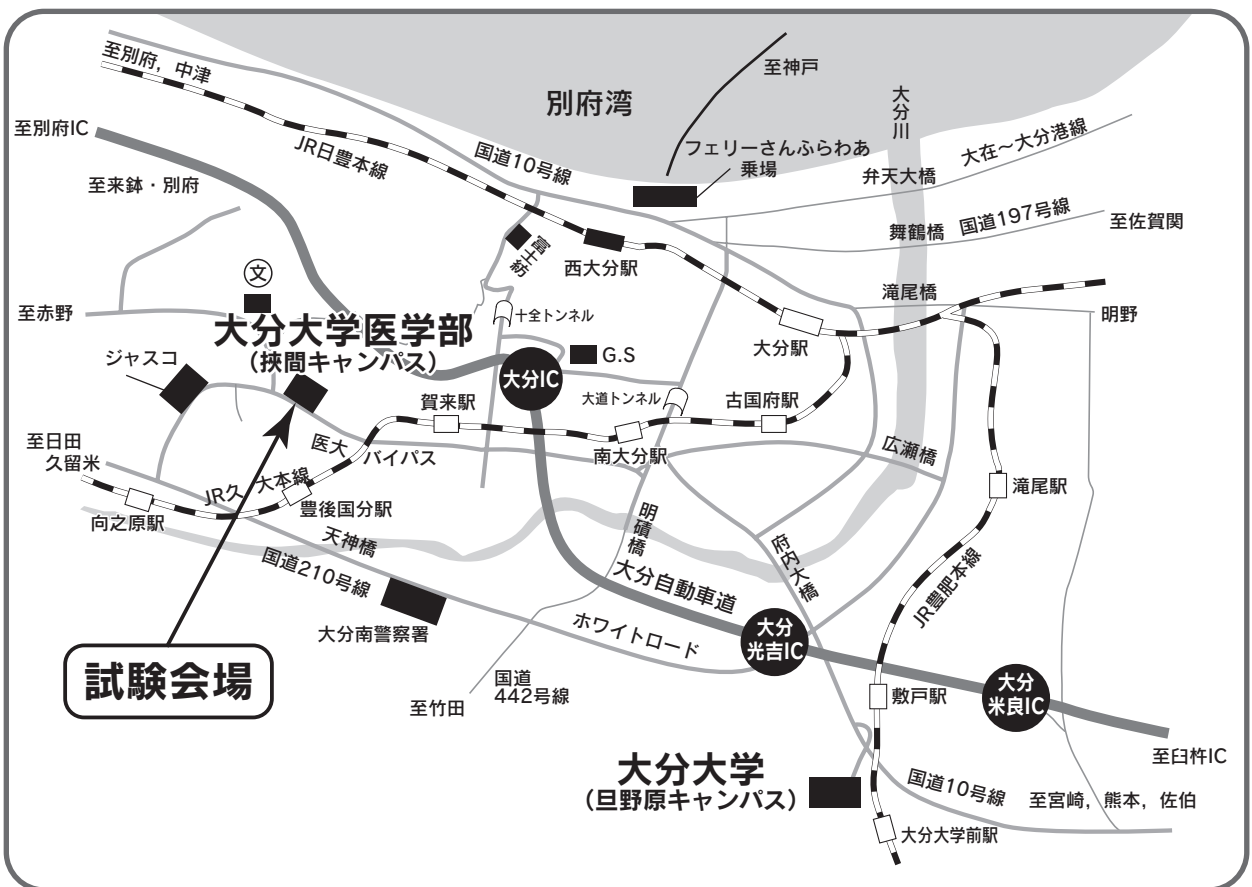 至別府，中津
至神戸
別府湾
大分川
至別府IC
JR日豊本線
国道10号線
フェリーさんふらわあ
乗場
大在～大分港線
弁天大橋
至来鉢・別府
舞鶴橋
国道197号線
至佐賀関
富士紡
西大分駅
文
滝尾橋
至赤野
大分大学医学部
（挾間キャンパス）
十全トンネル
明野
大分駅
ジャスコ
G.S
大分IC
大道トンネル
古国府駅
賀来駅
至日田
久留米
医大
バイパス
南大分駅
広瀬橋
JR久大本線
滝尾駅
向之原駅
豊後国分駅
明磧橋
天神橋
府内大橋
国道210号線
大分自動車道
JR豊肥本線
大分南警察署
ホワイトロード
大分
光吉IC
試験会場
国道
442号線
至竹田
敷戸駅
大分
米良IC
至臼杵IC
大分大学
（旦野原キャンパス）
国道10号線
至宮崎，熊本，佐伯
大分大学前駅